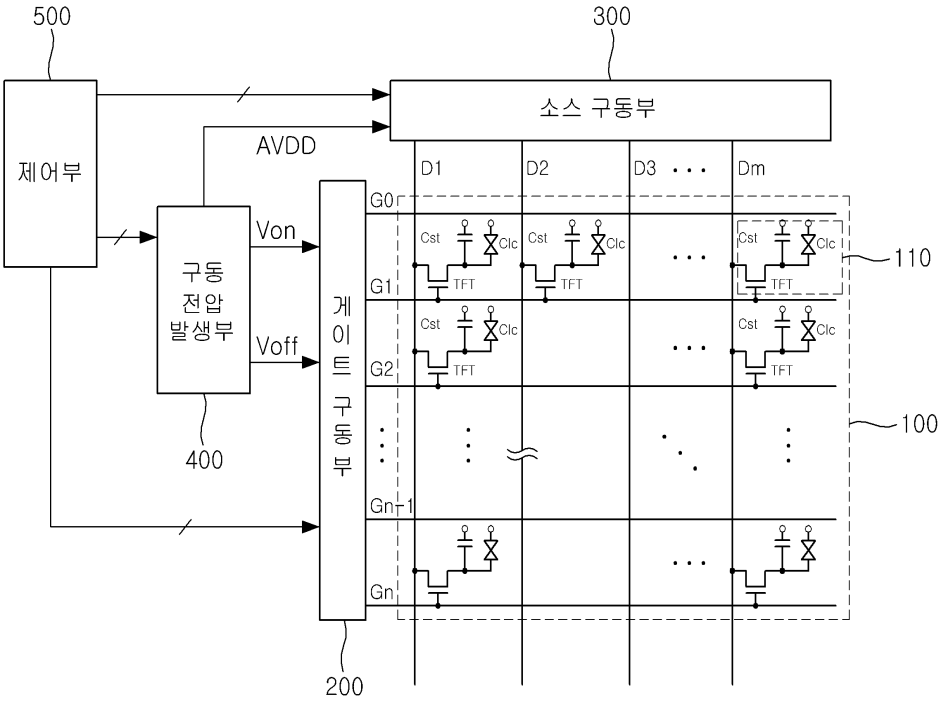 500
300
제어부
소스 구동부
AVDD
D1
D2
D3
• • •
Dm
G0
Cst
Clc
TFT
Cst
Clc
TFT
• • •
Cst
Clc
TFT
110
구동
전압
발생부
Von
Voff
400
게이트 구동부
G1
Cst
Clc
TFT
• • •
Cst
Clc
TFT
G2
100
Gn-1
• • •
Gn
200